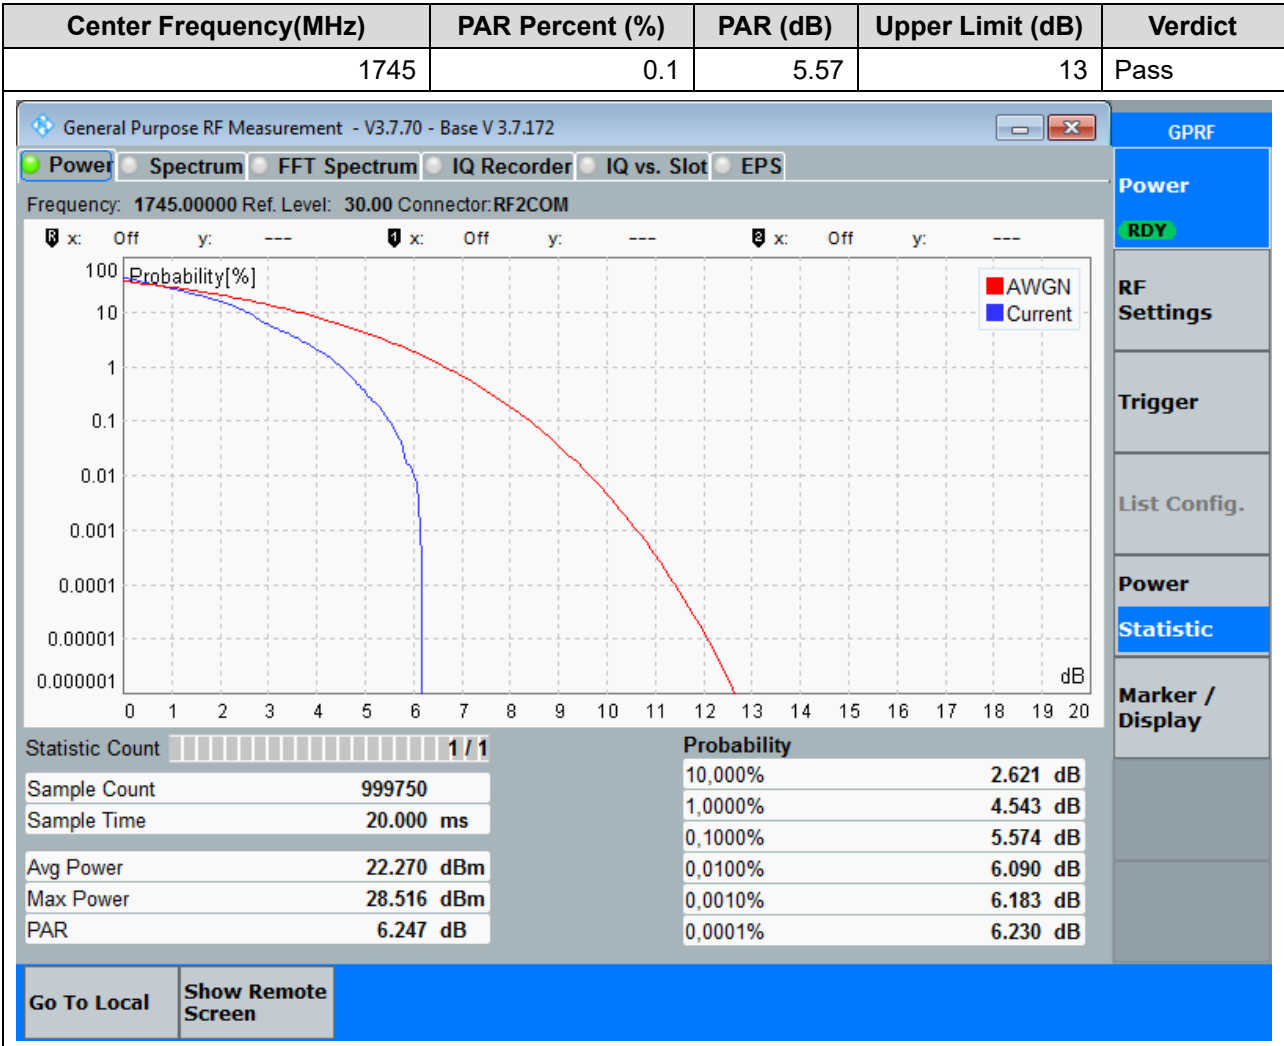 Center Frequency(MHz) PAR Percent (%) PAR (dB) Upper Limit (dB) Verdict
1745 0.1 5.57 13 Pass
General Purpose RF Measurement - V3.7.70 - Base V 3.7.172
GPRF
Power Spectrum FFT Spectrum IQ Recorder IQ vs. Slot EPS
Frequency: 1745.00000 Ref. Level: 30.00 Connector:RF2COM
R x: Off y: --- 1 x: Off y: --- 2 x: Off y: ---
Probability[%]
AWGN
Current
100
10
1
0.1
0.01
0.001
0.0001
0.00001
0.000001
dB
0 1 2 3 4 5 6 7 8 9 10 11 12 13 14 15 16 17 18 19 20
Statistic Count 1 / 1
Sample Count 999750
Sample Time 20.000 ms
Avg Power 22.270 dBm
Max Power 28.516 dBm
PAR 6.247 dB
Probability
10,000% 2.621 dB
1,0000% 4.543 dB
0,1000% 5.574 dB
0,0100% 6.090 dB
0,0010% 6.183 dB
0,0001% 6.230 dB
Power
RDY
RF
Settings
Trigger
List Config.
Power
Statistic
Marker /
Display
Go To Local
Show Remote
Screen